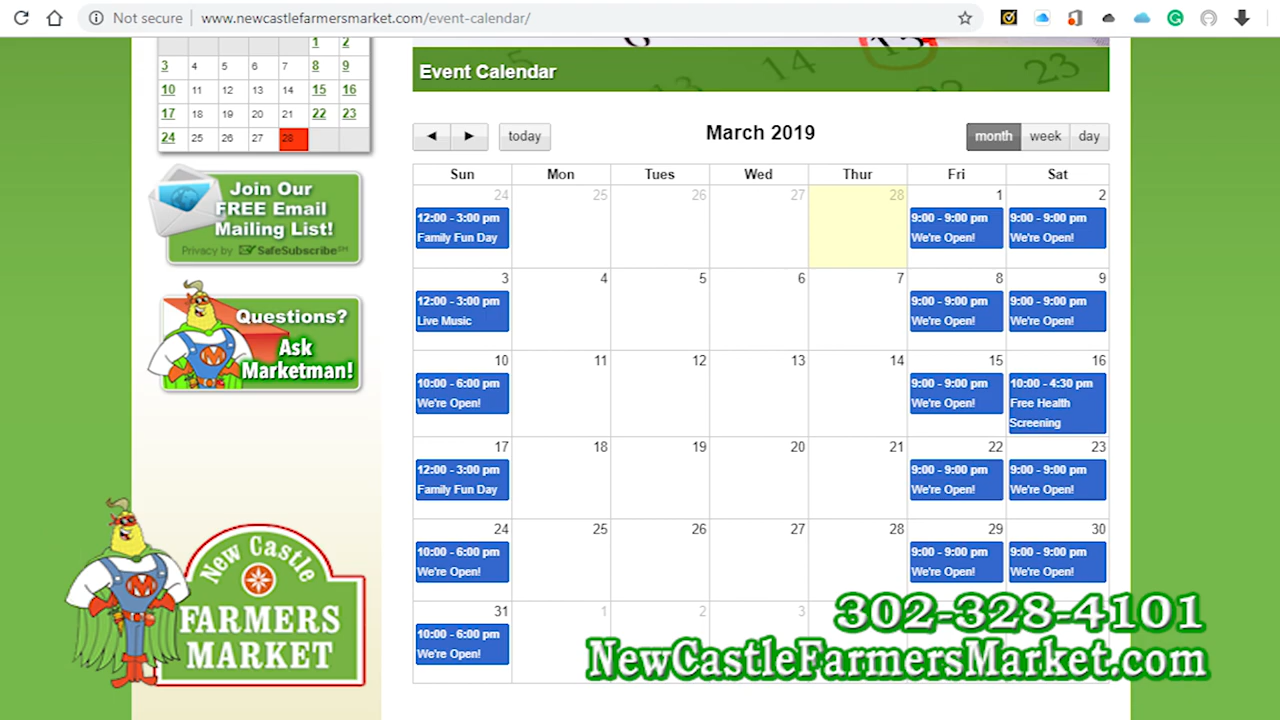 Not secure
www.newcastlefarmersmarket.com/event-calendar/
1 2
3 4 5 6 7 8 9
10 11 12 13 14 15 16
17 18 19 20 21 22 23
24 25 26 27 28
Join Our
FREE Email
Mailing List!
Privacy by SafeSubscribe℠
Questions?
Ask
Marketman!
M
5 13 14 15 23
Event Calendar
◄ ► today
March 2019
month week day
Sun Mon Tues Wed Thur Fri Sat
24 25 26 27 28 1 2
12:00 - 3:00 pm 9:00 - 9:00 pm 9:00 - 9:00 pm
Family Fun Day We're Open! We're Open!
3 4 5 6 7 8 9
12:00 - 3:00 pm 9:00 - 9:00 pm 9:00 - 9:00 pm
Live Music We're Open! We're Open!
10 11 12 13 14 15 16
10:00 - 6:00 pm 9:00 - 9:00 pm 10:00 - 4:30 pm
We're Open! We're Open! Free Health
Screening
17 18 19 20 21 22 23
12:00 - 3:00 pm 9:00 - 9:00 pm 9:00 - 9:00 pm
Family Fun Day We're Open! We're Open!
24 25 26 27 28 29 30
10:00 - 6:00 pm 9:00 - 9:00 pm 9:00 - 9:00 pm
We're Open! We're Open! We're Open!
31 1 2 3
10:00 - 6:00 pm
We're Open!
M
New Castle
FARMERS
MARKET
302-328-4101
NewCastleFarmersMarket.com